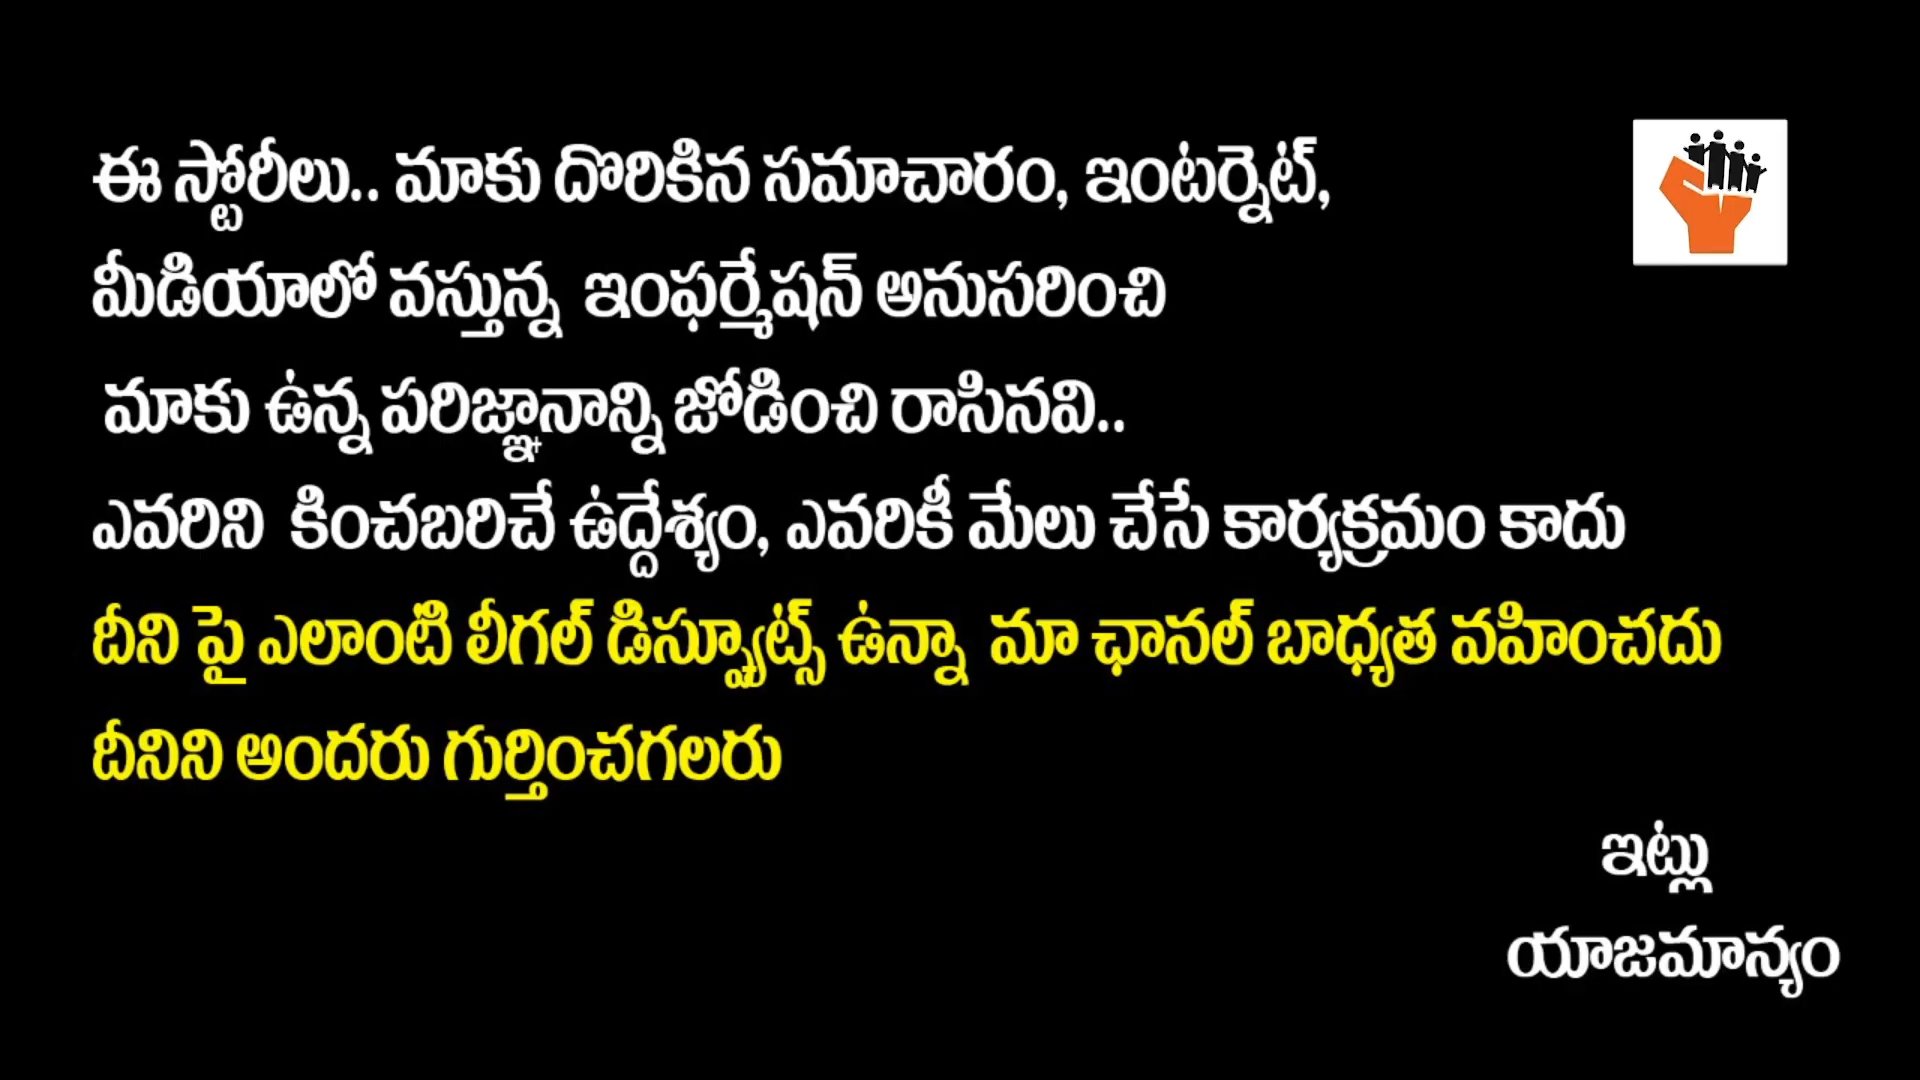 ఈ స్టోరీలు.. మాకు దొరికిన సమాచారం, ఇంటర్నెట్,
మీడియాలో వస్తున్న ఇంఫర్మేషన్ అనుసరించి
మాకు ఉన్న పరిజ్ఞానాన్ని జోడించి రాసినవి..
ఎవరిని కించబరిచే ఉద్దేశ్యం, ఎవరికీ మేలు చేసే కార్యక్రమం కాదు
దీని పై ఎలాంటి లీగల్ డిస్ప్యూట్స్ ఉన్నా మా ఛానల్ బాధ్యత వహించదు
దీనిని అందరు గుర్తించగలరు
ఇట్లు
యాజమాన్యం